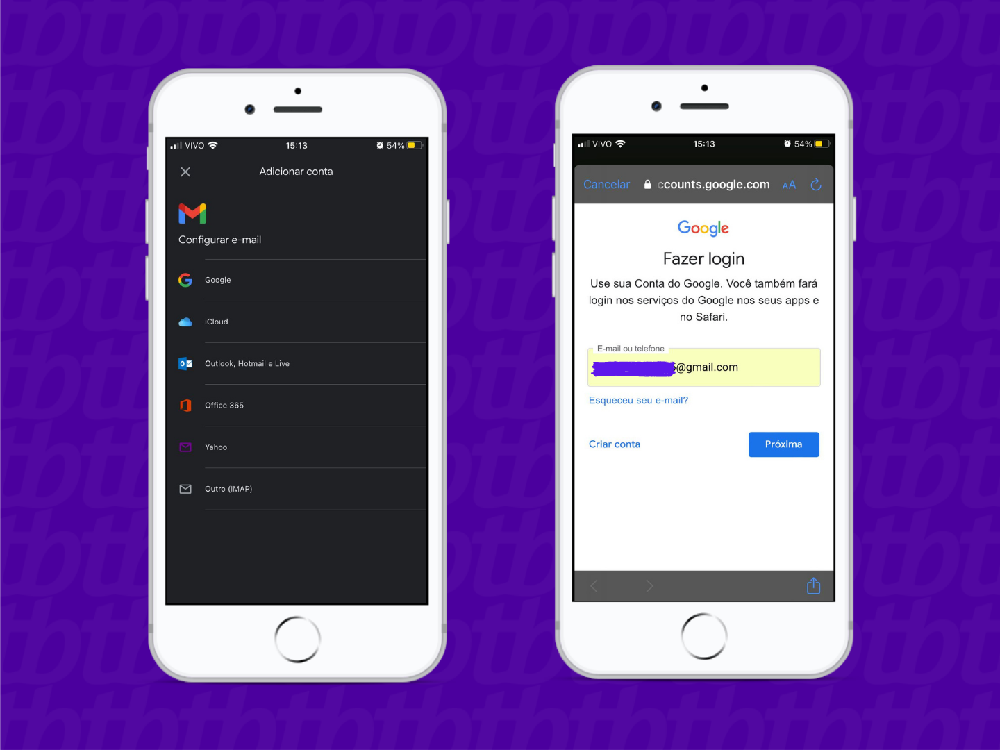 VIVO 15:13 54%
Adicionar conta
Configurar e-mail
Google
iCloud
Outlook, Hotmail e Live
Office 365
Yahoo
Outro (IMAP)
VIVO 15:13 54%
Cancelar ccounts.google.com AA
Google
Fazer login
Use sua Conta do Google. Você também fará
login nos serviços do Google nos seus apps e
no Safari.
E-mail ou telefone
@gmail.com
Esqueceu seu e-mail?
Criar conta Próxima